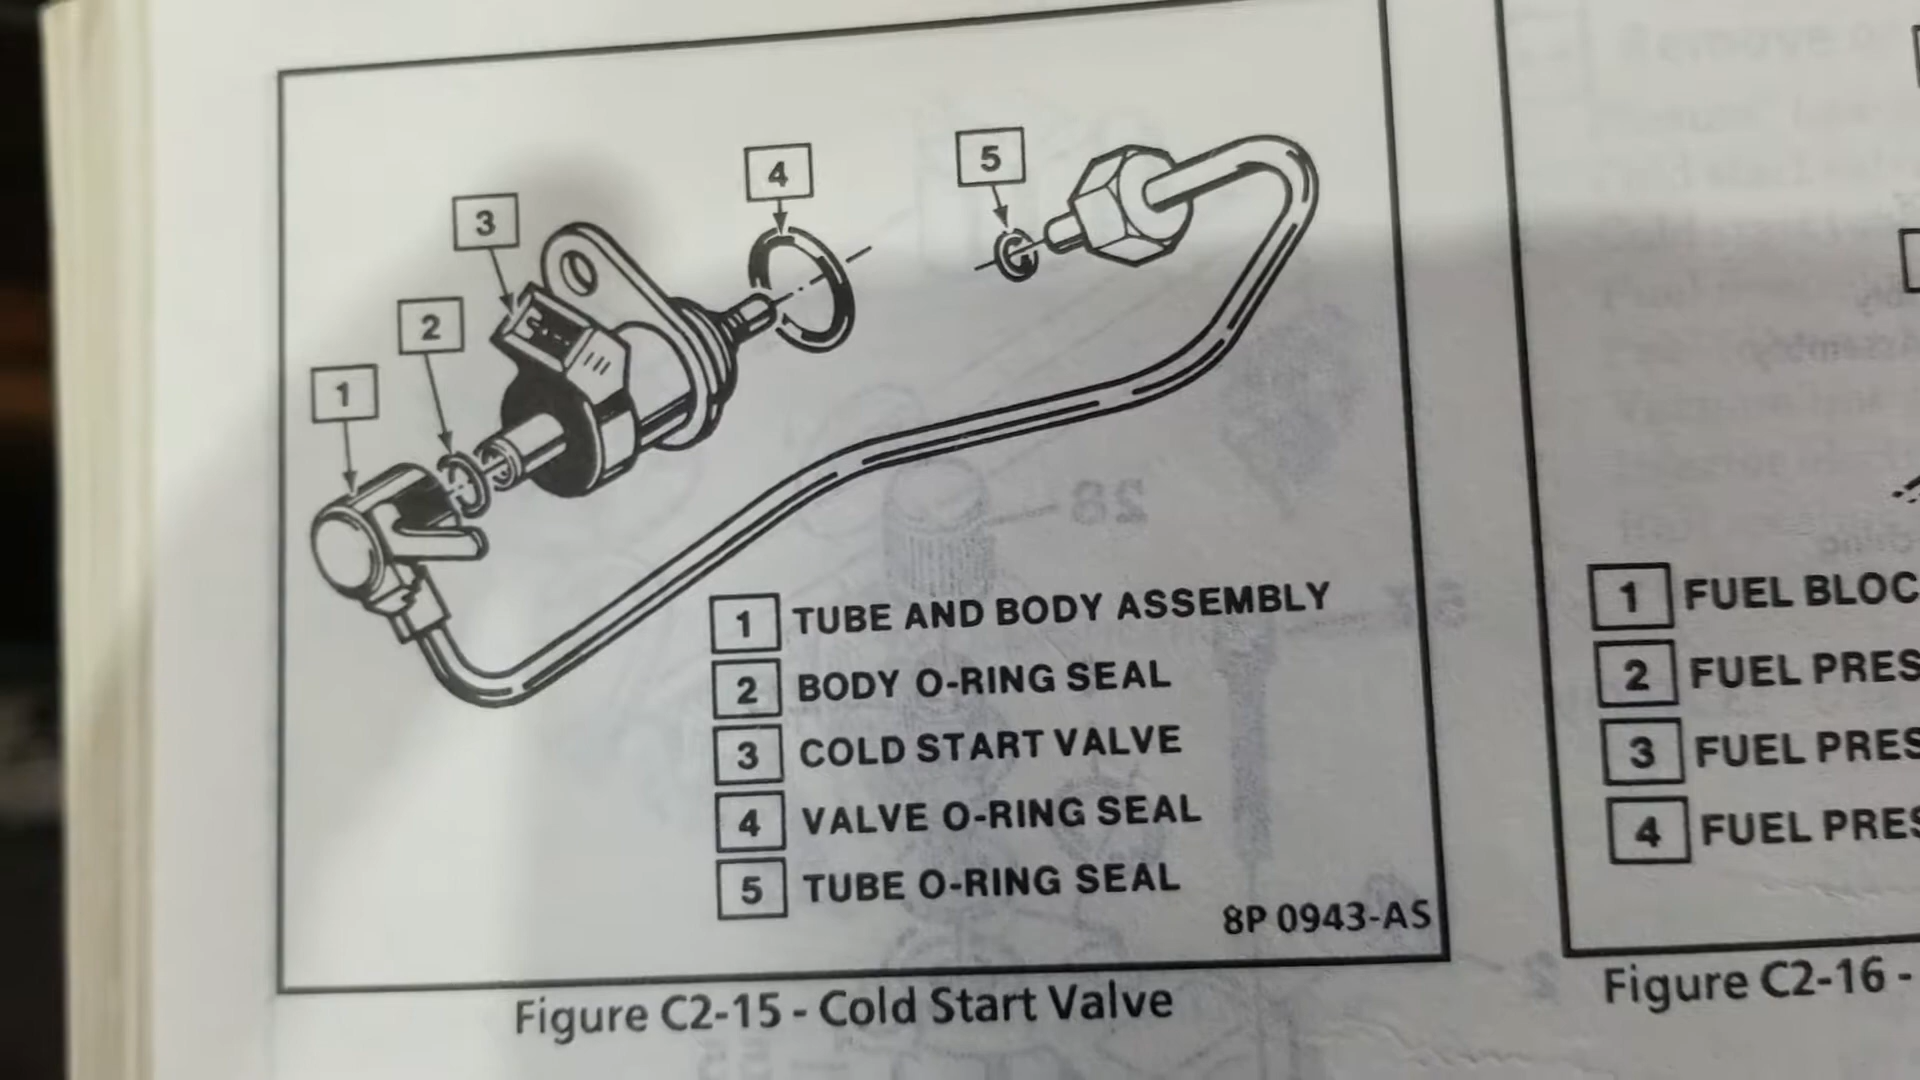 3
4
5
2
1
1 TUBE AND BODY ASSEMBLY
2 BODY O-RING SEAL
3 COLD START VALVE
4 VALVE O-RING SEAL
5 TUBE O-RING SEAL
8P 0943-AS
Figure C2-15 - Cold Start Valve
1 FUEL BLOC
2 FUEL PRES
3 FUEL PRES
4 FUEL PRES
Figure C2-16 -
28